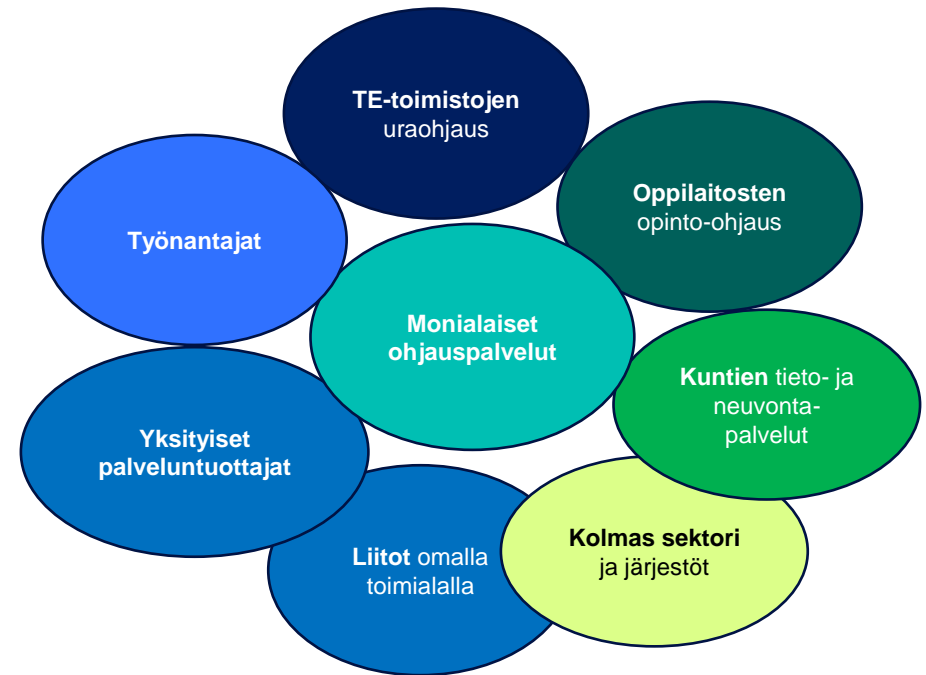 TE-toimistojen
uraohjaus
Oppilaitosten
opinto-ohjaus
Työnantajat
Monialaiset
ohjauspalvelut
Kuntien tieto- ja
neuvonta-
palvelut
Yksityiset
palveluntuottajat
Kolmas sektori
ja järjestöt
Liitot omalla
toimialalla